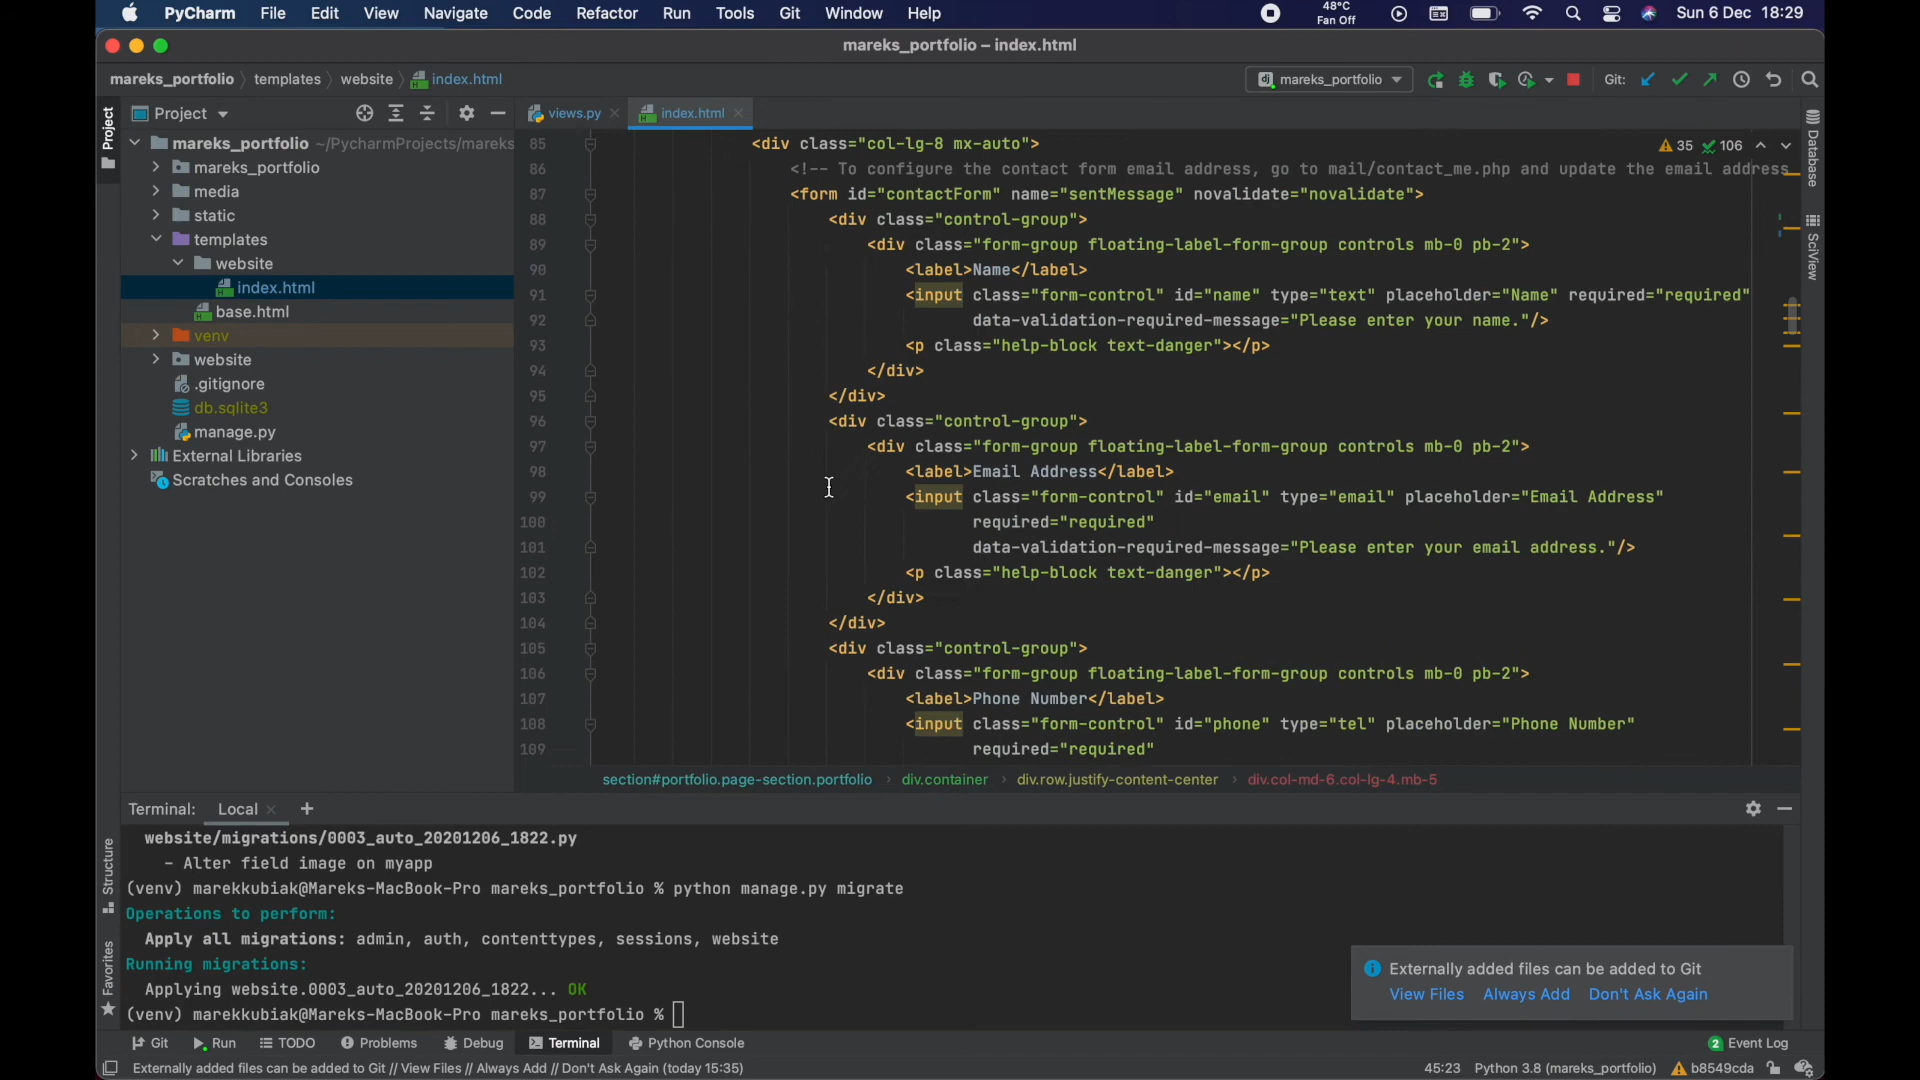 PyCharm File Edit View Navigate Code Refactor Run Tools Git Window Help 48°C Fan Off Sun 6 Dec 18:29
mareks_portfolio – index.html
mareks_portfolio templates website index.html mareks_portfolio Git:
Project views.py index.html
mareks_portfolio ~/PycharmProjects/mareks
mareks_portfolio
media
static
templates
website
index.html
base.html
venv
website
.gitignore
db.sqlite3
manage.py
External Libraries
Scratches and Consoles
Project
Structure
Favorites
Database
SciView
35 106
85 <div class="col-lg-8 mx-auto">
86 <!-- To configure the contact form email address, go to mail/contact_me.php and update the email address
87 <form id="contactForm" name="sentMessage" novalidate="novalidate">
88 <div class="control-group">
89 <div class="form-group floating-label-form-group controls mb-0 pb-2">
90 <label>Name</label>
91 <input class="form-control" id="name" type="text" placeholder="Name" required="required"
92 data-validation-required-message="Please enter your name."/>
93 <p class="help-block text-danger"></p>
94 </div>
95 </div>
96 <div class="control-group">
97 <div class="form-group floating-label-form-group controls mb-0 pb-2">
98 <label>Email Address</label>
99 <input class="form-control" id="email" type="email" placeholder="Email Address"
100 required="required"
101 data-validation-required-message="Please enter your email address."/>
102 <p class="help-block text-danger"></p>
103 </div>
104 </div>
105 <div class="control-group">
106 <div class="form-group floating-label-form-group controls mb-0 pb-2">
107 <label>Phone Number</label>
108 <input class="form-control" id="phone" type="tel" placeholder="Phone Number"
109 required="required"
section#portfolio.page-section.portfolio div.container div.row.justify-content-center div.col-md-6.col-lg-4.mb-5
Terminal: Local
website/migrations/0003_auto_20201206_1822.py
- Alter field image on myapp
(venv) marekkubiak@Mareks-MacBook-Pro mareks_portfolio % python manage.py migrate
Operations to perform:
Apply all migrations: admin, auth, contenttypes, sessions, website
Running migrations:
Applying website.0003_auto_20201206_1822... OK
(venv) marekkubiak@Mareks-MacBook-Pro mareks_portfolio %
Externally added files can be added to Git
View Files Always Add Don't Ask Again
Git Run TODO Problems Debug Terminal Python Console 2 Event Log
Externally added files can be added to Git // View Files // Always Add // Don't Ask Again (today 15:35) 45:23 Python 3.8 (mareks_portfolio) b8549cda